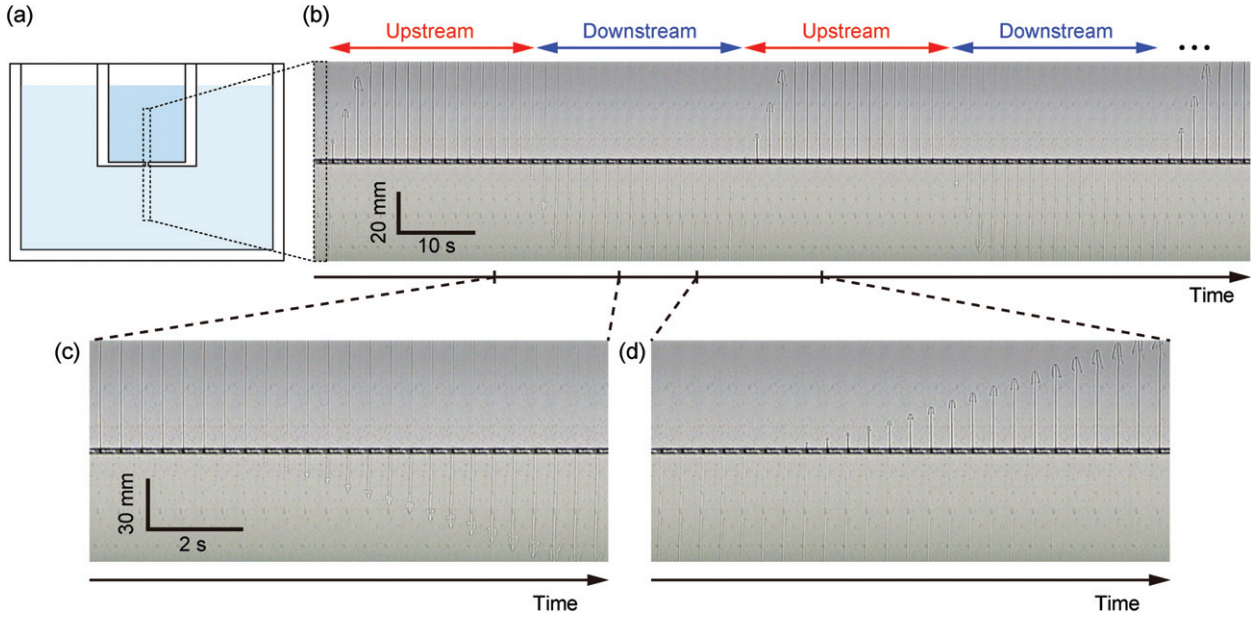 (a)
(b)
Upstream
Downstream
Upstream
Downstream
...
20 mm
10 s
Time
(c)
(d)
30 mm
2 s
Time
Time